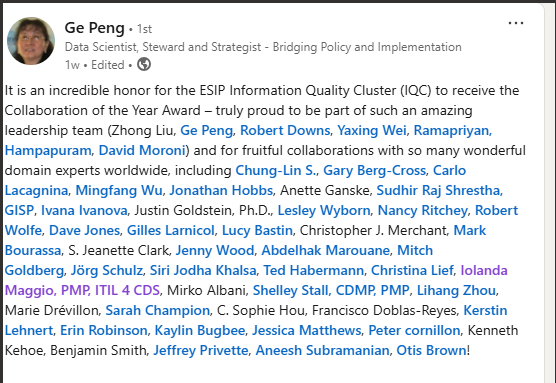 Ge Peng • 1st
Data Scientist, Steward and Strategist - Bridging Policy and Implementation
1w • Edited •
It is an incredible honor for the ESIP Information Quality Cluster (IQC) to receive the
Collaboration of the Year Award – truly proud to be part of such an amazing
leadership team (Zhong Liu, Ge Peng, Robert Downs, Yaxing Wei, Ramapriyan,
Hampapuram, David Moroni) and for fruitful collaborations with so many wonderful
domain experts worldwide, including Chung-Lin S., Gary Berg-Cross, Carlo
Lacagnina, Mingfang Wu, Jonathan Hobbs, Anette Ganske, Sudhir Raj Shrestha,
GISP, Ivana Ivanova, Justin Goldstein, Ph.D., Lesley Wyborn, Nancy Ritchey, Robert
Wolfe, Dave Jones, Gilles Larnicol, Lucy Bastin, Christopher J. Merchant, Mark
Bourassa, S. Jeanette Clark, Jenny Wood, Abdelhak Marouane, Mitch
Goldberg, Jörg Schulz, Siri Jodha Khalsa, Ted Habermann, Christina Lief, Iolanda
Maggio, PMP, ITIL 4 CDS, Mirko Albani, Shelley Stall, CDMP, PMP, Lihang Zhou,
Marie Drévillon, Sarah Champion, C. Sophie Hou, Francisco Doblas-Reyes, Kerstin
Lehnert, Erin Robinson, Kaylin Bugbee, Jessica Matthews, Peter cornillon, Kenneth
Kehoe, Benjamin Smith, Jeffrey Privette, Aneesh Subramanian, Otis Brown!